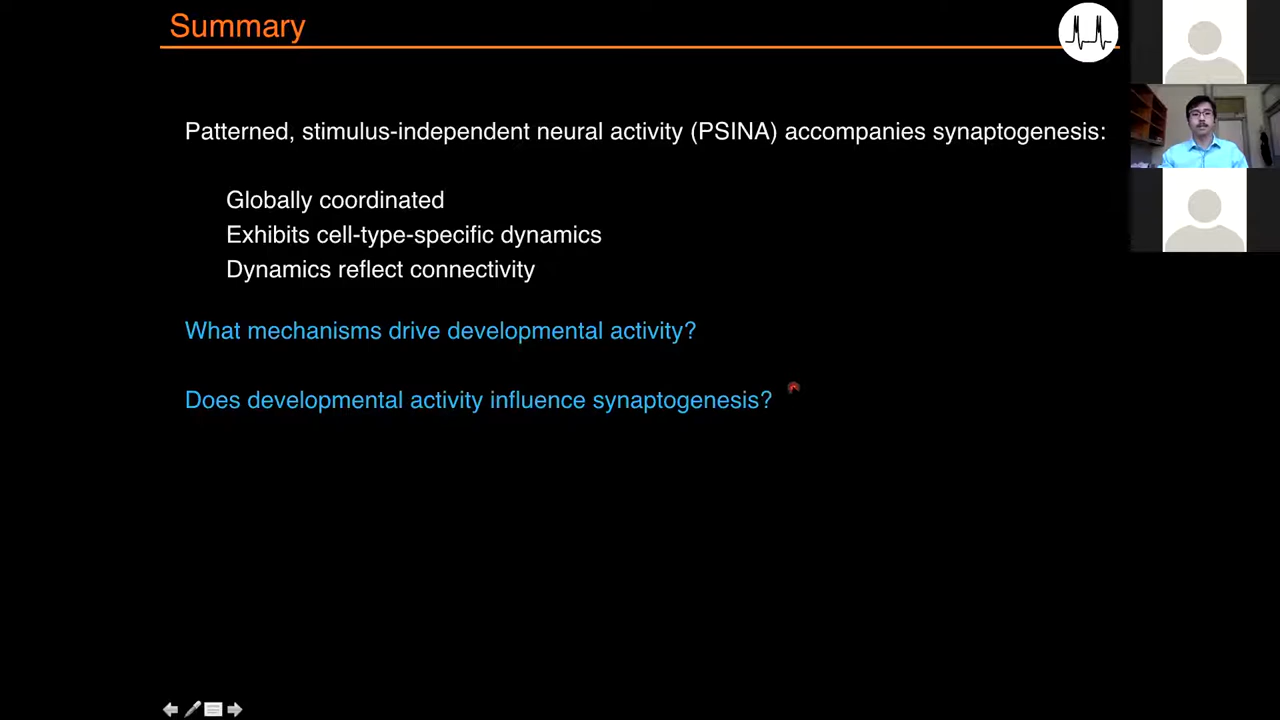 Summary
Patterned, stimulus-independent neural activity (PSINA) accompanies synaptogenesis:
Globally coordinated
Exhibits cell-type-specific dynamics
Dynamics reflect connectivity
What mechanisms drive developmental activity?
Does developmental activity influence synaptogenesis?